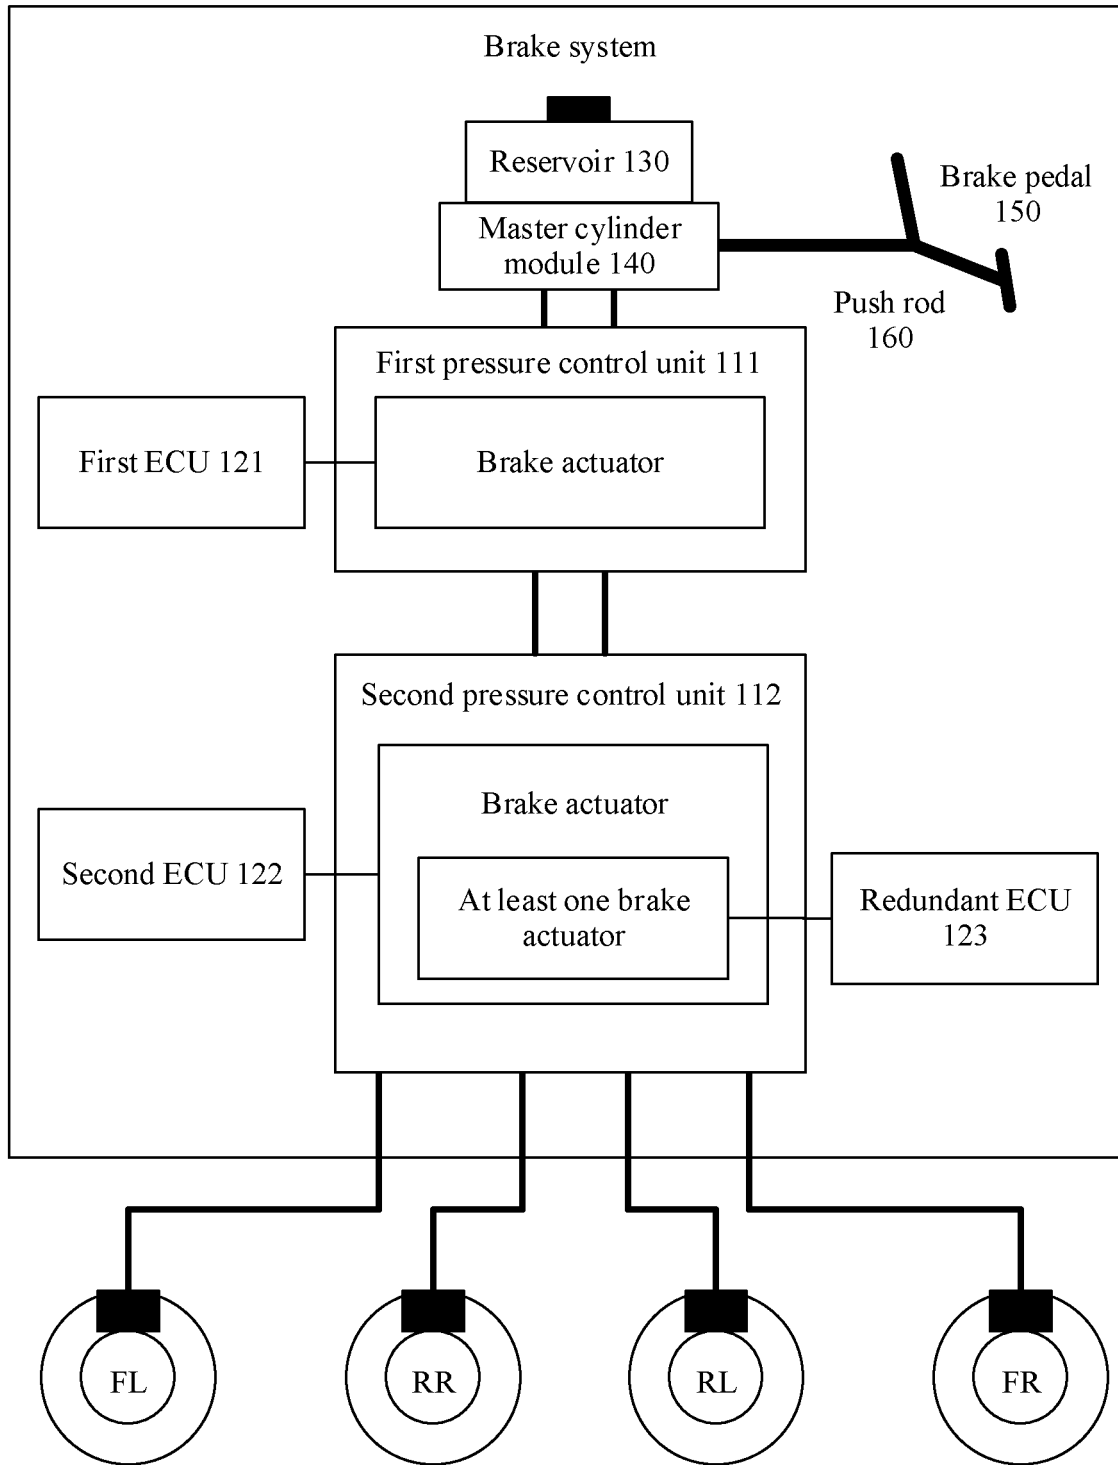 Brake system
Reservoir 130
Master cylinder
module 140
Brake pedal
150
Push rod
160
First pressure control unit 111
First ECU 121
Brake actuator
Second pressure control unit 112
Brake actuator
Second ECU 122
At least one brake
actuator
Redundant ECU
123
FL
RR
RL
FR